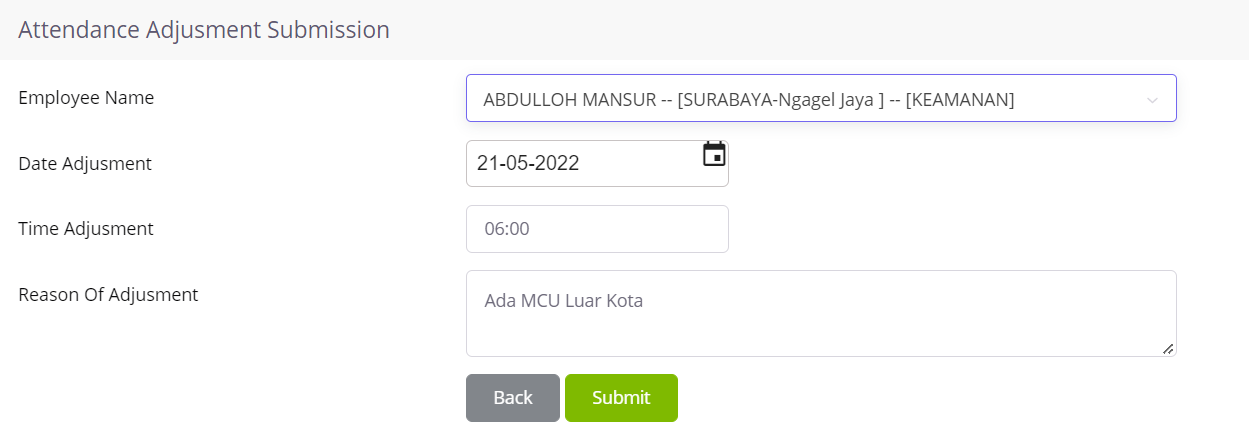 Attendance Adjusment Submission
Employee Name
ABDULLOH MANSUR -- [SURABAYA-Ngagel Jaya ] -- [KEAMANAN]
Date Adjusment
21-05-2022
Time Adjusment
06:00
Reason Of Adjusment
Ada MCU Luar Kota
Back Submit